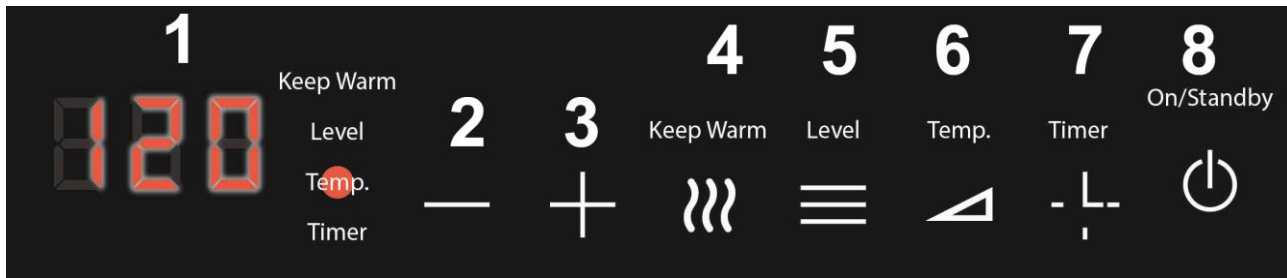 1 2 3 4 5 6 7 8
120
Keep Warm
Level
Temp.
Timer
Keep Warm Level Temp. Timer On/Standby